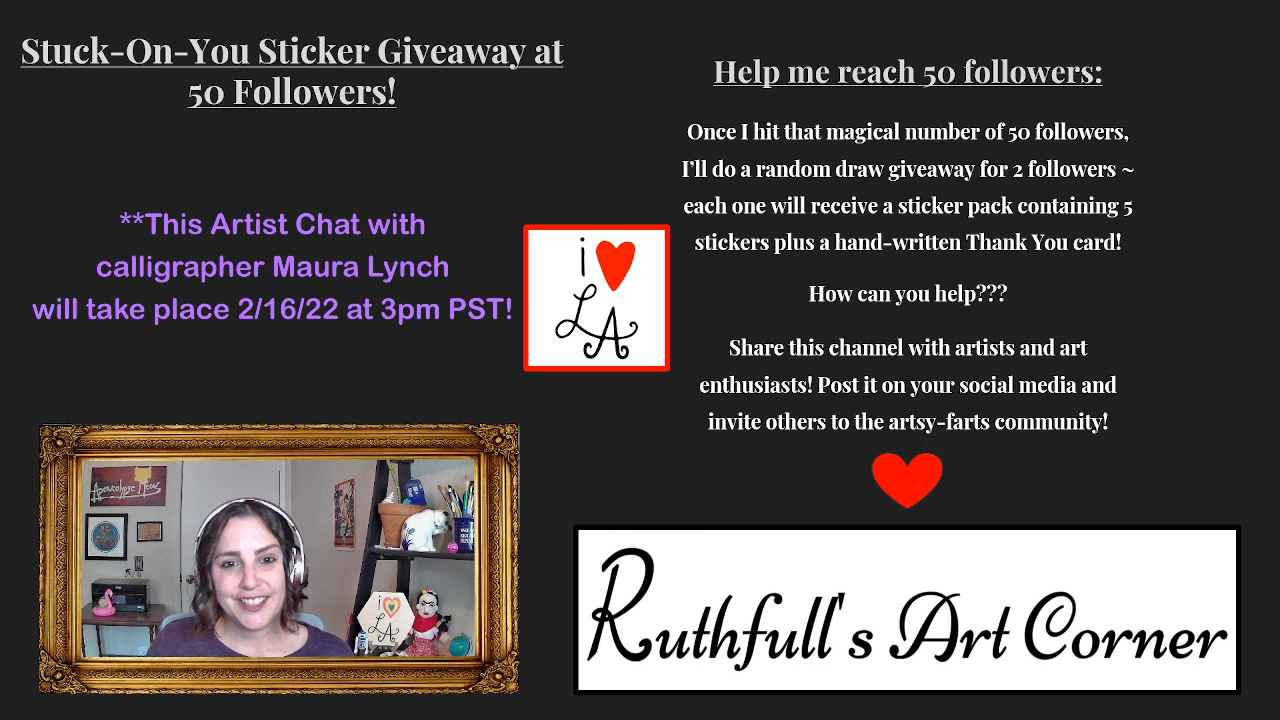 Stuck-On-You Sticker Giveaway at
50 Followers!
**This Artist Chat with
calligrapher Maura Lynch
will take place 2/16/22 at 3pm PST!
i
LA
Help me reach 50 followers:
Once I hit that magical number of 50 followers,
I'll do a random draw giveaway for 2 followers ~
each one will receive a sticker pack containing 5
stickers plus a hand-written Thank You card!
How can you help???
Share this channel with artists and art
enthusiasts! Post it on your social media and
invite others to the artsy-farts community!
Apocalypse Now
i
LA
Ruthfull's Art Corner